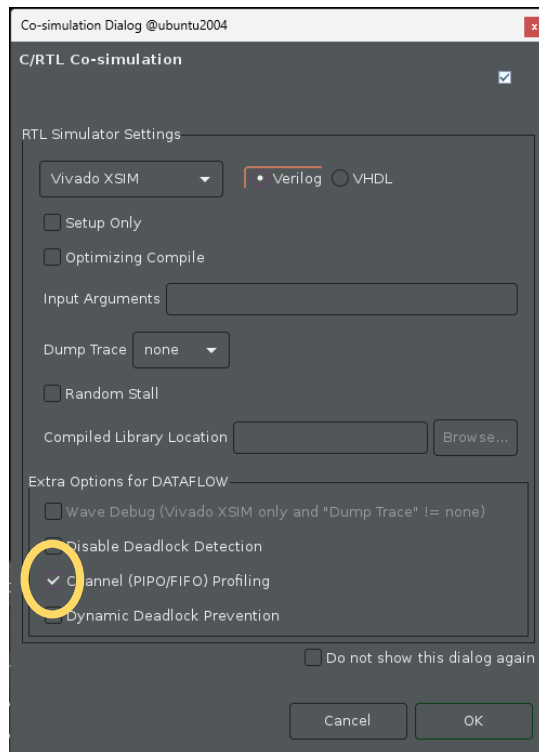 Co-simulation Dialog @ubuntu2004 x
C/RTL Co-simulation
RTL Simulator Settings
Vivado XSIM Verilog VHDL
Setup Only
Optimizing Compile
Input Arguments
Dump Trace none
Random Stall
Compiled Library Location Browse...
Extra Options for DATAFLOW
Wave Debug (Vivado XSIM only and "Dump Trace" != none)
Disable Deadlock Detection
Channel (PIPO/FIFO) Profiling
Dynamic Deadlock Prevention
Do not show this dialog again
Cancel OK